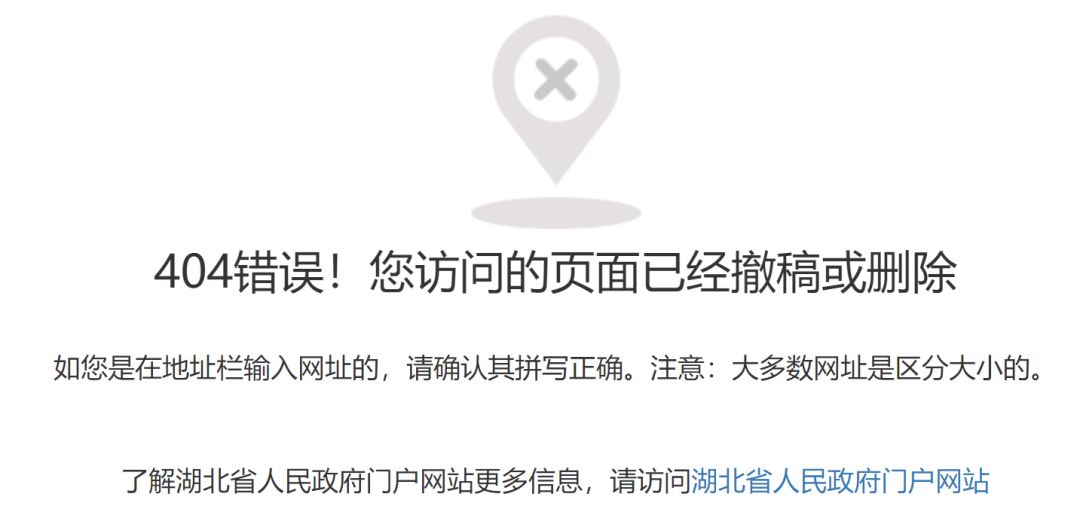 404错误！您访问的页面已经撤稿或删除
如您是在地址栏输入网址的，请确认其拼写正确。注意：大多数网址是区分大小的。
了解湖北省人民政府门户网站更多信息，请访问湖北省人民政府门户网站